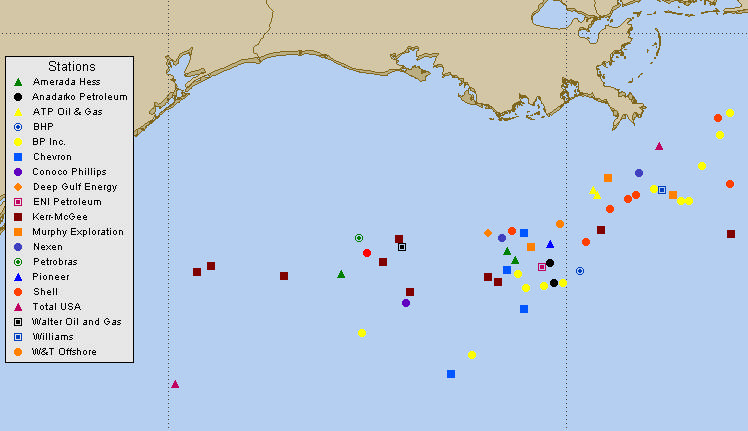 Stations
Amerada Hess
Anadarko Petroleum
ATP Oil & Gas
BHP
BP Inc.
Chevron
Conoco Phillips
Deep Gulf Energy
ENI Petroleum
Kerr-McGee
Murphy Exploration
Nexen
Petrobras
Pioneer
Shell
Total USA
Walter Oil and Gas
Williams
W&T Offshore